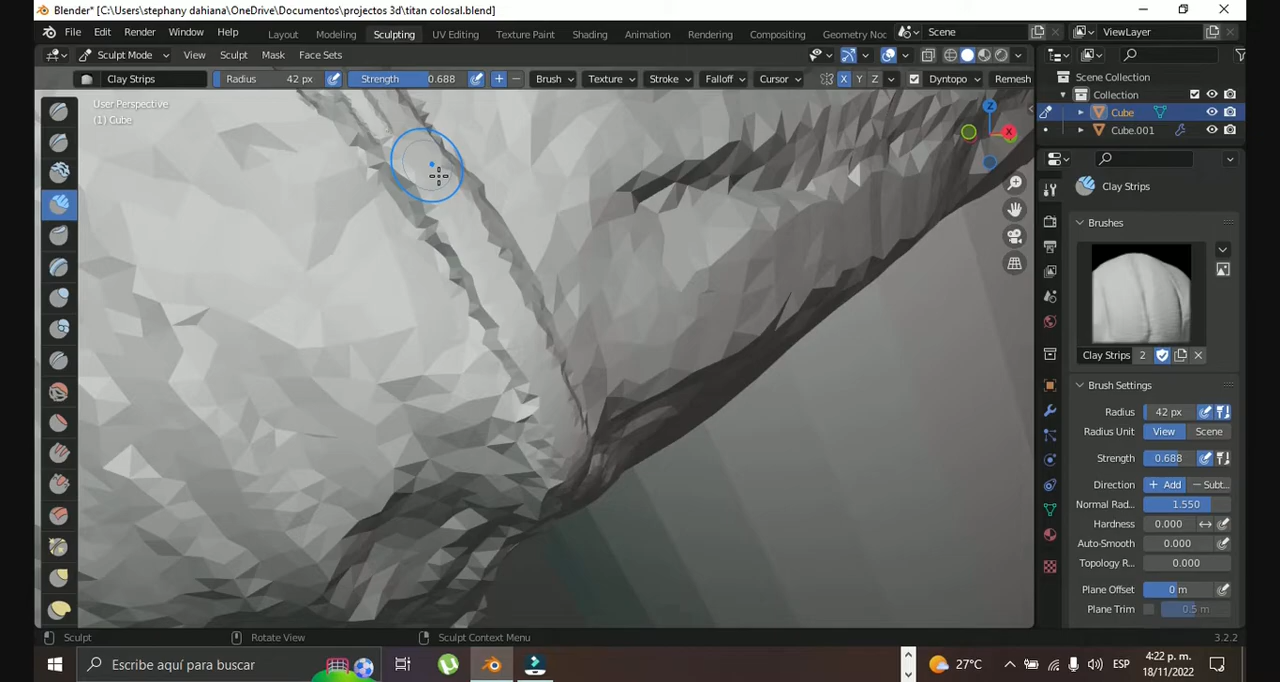 Blender* [C:\Users\stephany dahiana\OneDrive\Documentos\projectos 3d\titan colosal.blend]
File Edit Render Window Help Layout Modeling Sculpting UV Editing Texture Paint Shading Animation Rendering Compositing Geometry Noc Scene ViewLayer
Sculpt Mode View Sculpt Mask Face Sets
Clay Strips Radius 42 px Strength 0.688 Brush Texture Stroke Falloff Cursor X Y Z Dyntopo Remesh
User Perspective
(1) Cube
Z
X
Scene Collection
Collection
Cube
Cube.001
Clay Strips
Brushes
Clay Strips 2
Brush Settings
Radius 42 px
Radius Unit View Scene
Strength 0.688
Direction + Add — Subt...
Normal Rad... 1.550
Hardness 0.000
Auto-Smooth 0.000
Topology R... 0.000
Plane Offset 0 m
Plane Trim 0.5 m
Sculpt Rotate View Sculpt Context Menu 3.2.2
Escribe aquí para buscar 27°C ESP 4:22 p. m.
18/11/2022